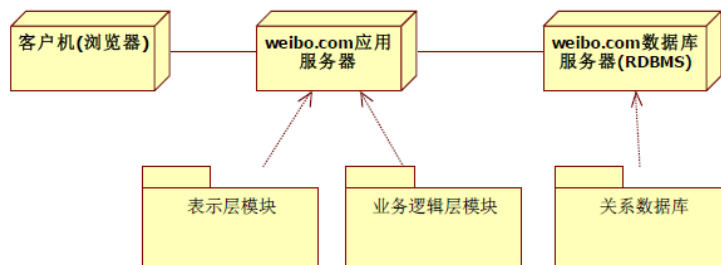 客户机(浏览器)
weibo.com应用
服务器
weibo.com数据库
服务器(RDBMS)
表示层模块
业务逻辑层模块
关系数据库